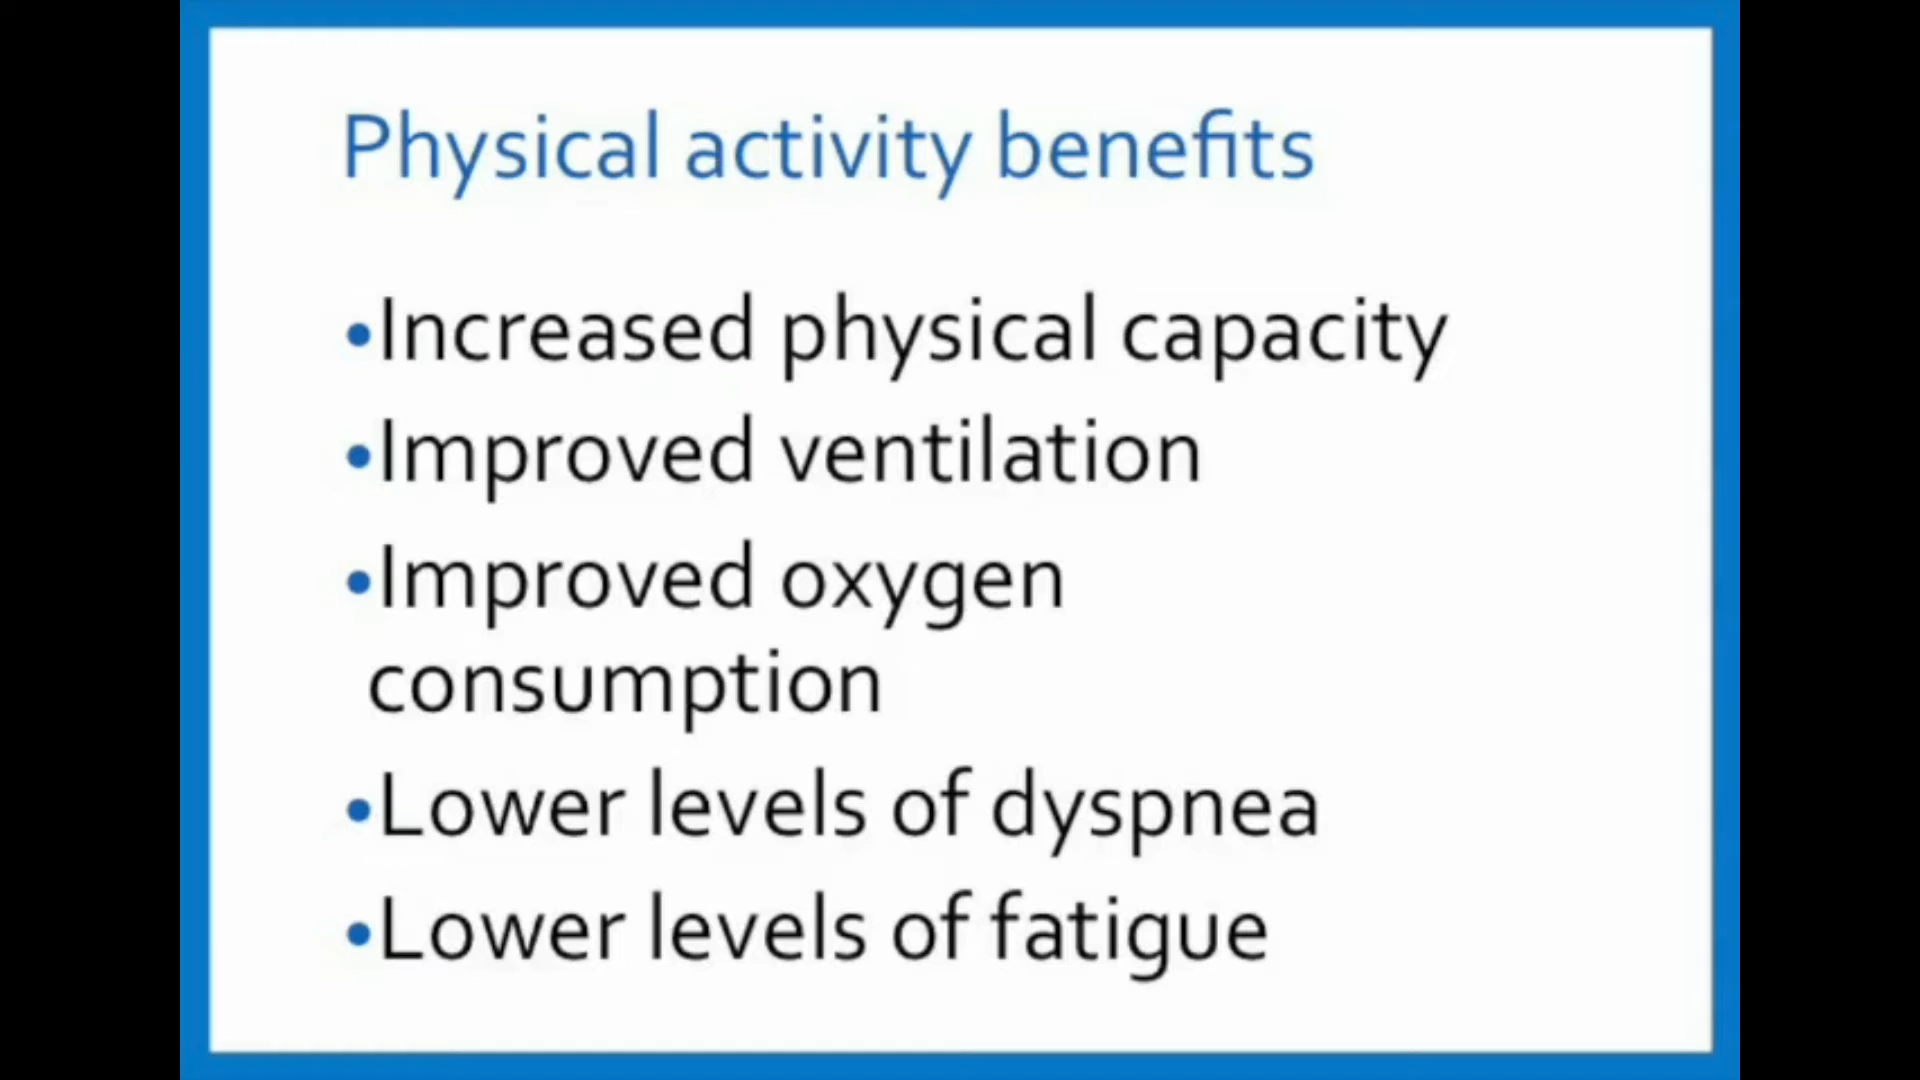 Physical activity benefits
•Increased physical capacity
•Improved ventilation
•Improved oxygen
consumption
•Lower levels of dyspnea
•Lower levels of fatigue